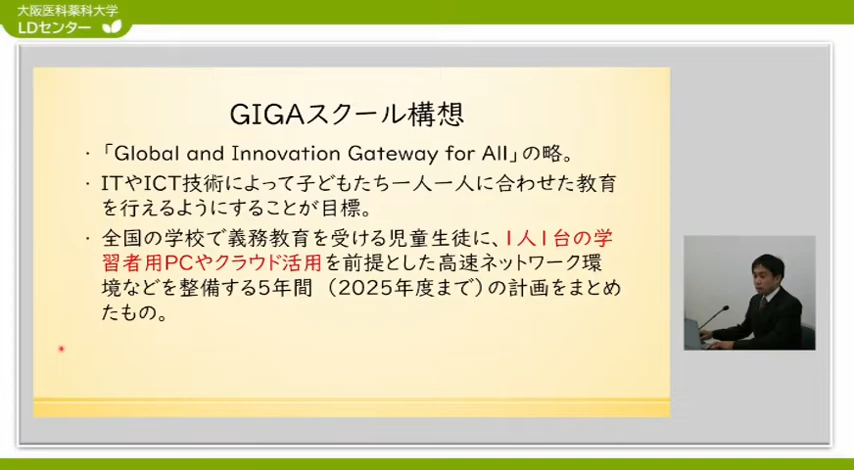 大阪医科薬科大学
LDセンター
GIGAスクール構想
・「Global and Innovation Gateway for All」の略。
・ITやICT技術によって子どもたち一人一人に合わせた教育
を行えるようにすることが目標。
・全国の学校で義務教育を受ける児童生徒に、1人1台の学
習者用PCやクラウド活用を前提とした高速ネットワーク環
境などを整備する5年間（2025年度まで）の計画をまとめ
たもの。